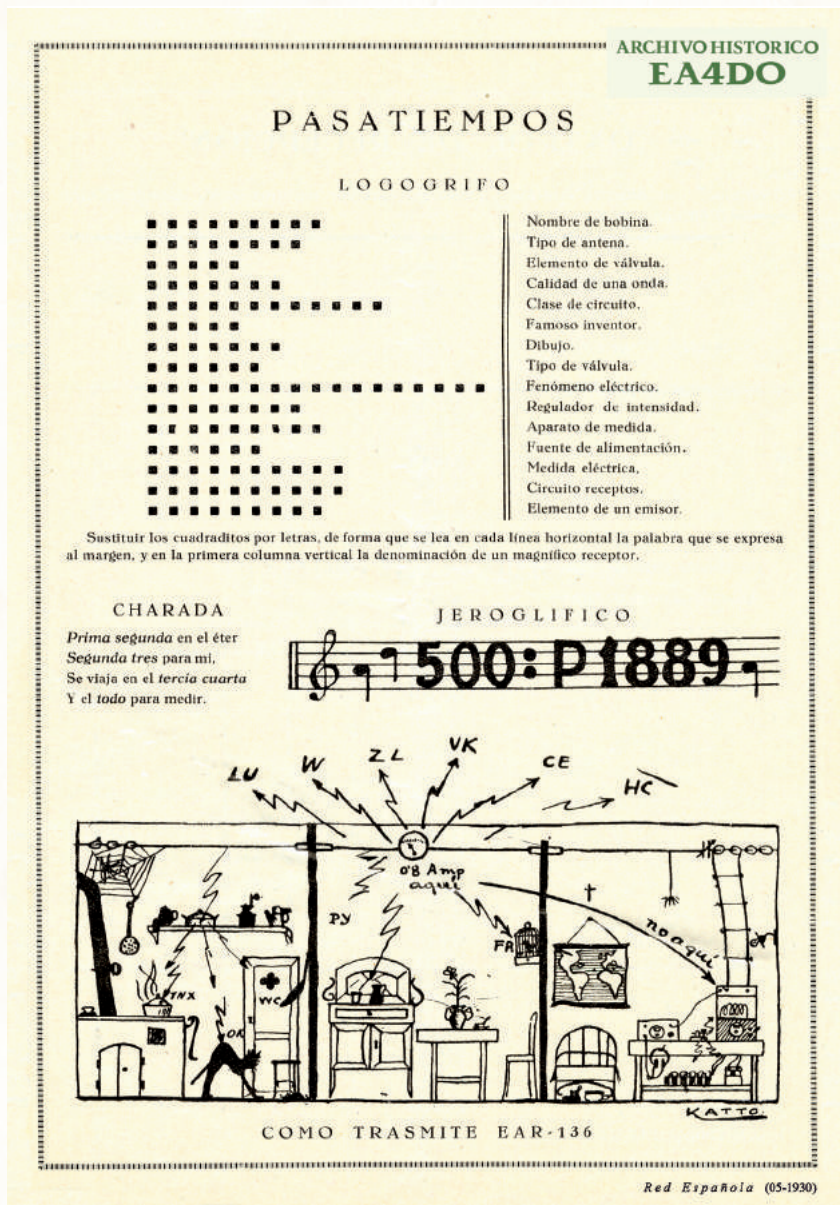 ARCHIVO HISTORICO
EA4DO
PASATIEMPOS
LOGOGRIFO
Nombre de bobina.
Tipo de antena.
Elemento de válvula.
Calidad de una onda.
Clase de circuito.
Famoso inventor.
Dibujo.
Tipo de válvula.
Fenómeno eléctrico.
Regulador de intensidad.
Aparato de medida.
Fuente de alimentación.
Medida eléctrica.
Circuito receptos.
Elemento de un emisor.
Sustituir los cuadraditos por letras, de forma que se lea en cada línea horizontal la palabra que se expresa
al margen, y en la primera columna vertical la denominación de un magnífico receptor.
CHARADA
Prima segunda en el éter
Segunda tres para mi,
Se viaja en el tercia cuarta
Y el todo para medir.
JEROGLIFICO
500: P 1889
LU W ZL VK CE HC
0'8 Amp
aquí
PY
FR
no aquí
TNX
WC
OK
KATTO.
COMO TRASMITE EAR-136
Red Española (05-1930)